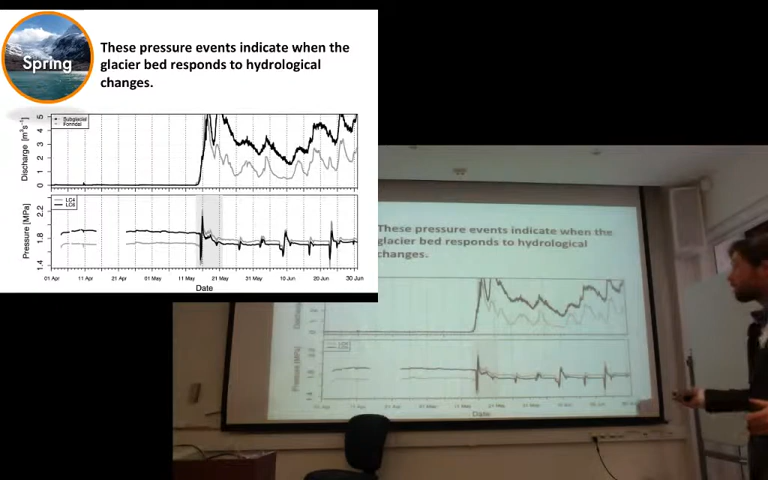 Spring
These pressure events indicate when the
glacier bed responds to hydrological
changes.
Discharge [m³s⁻¹]
5
4
3
2
1
0
Subglacial
Fonndal
Pressure [MPa]
2.2
1.8
1.4
LC4
LC6
01 Apr 11 Apr 21 Apr 01 May 11 May 21 May 31 May 10 Jun 20 Jun 30 Jun
Date
These pressure events indicate when the
glacier bed responds to hydrological
changes.
Pressure [MPa]
Date